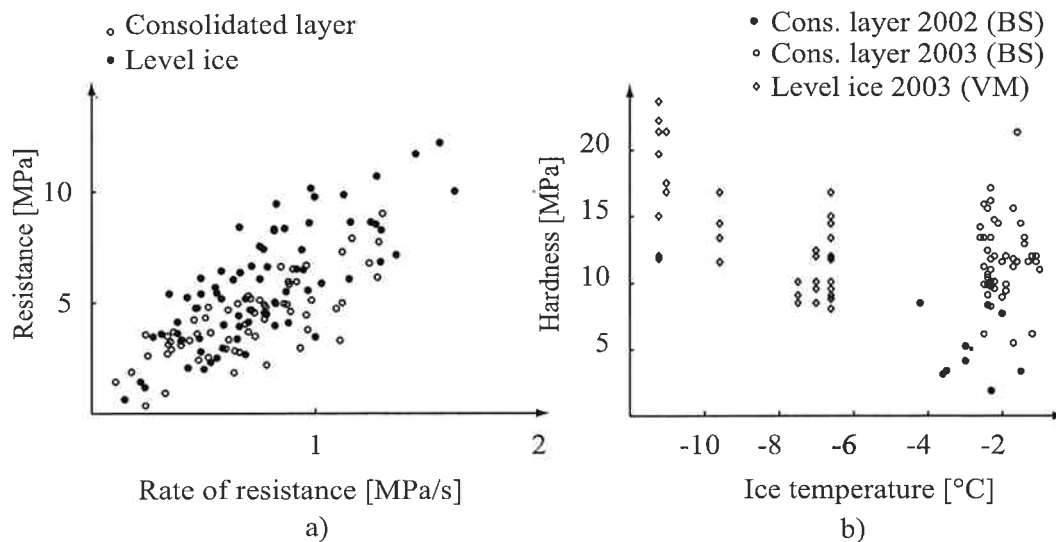 Consolidated layer
Level ice
Resistance [MPa]
10
5
1
2
Rate of resistance [MPa/s]
a)
Cons. layer 2002 (BS)
Cons. layer 2003 (BS)
Level ice 2003 (VM)
Hardness [MPa]
20
15
10
5
-10
-8
-6
-4
-2
Ice temperature [°C]
b)